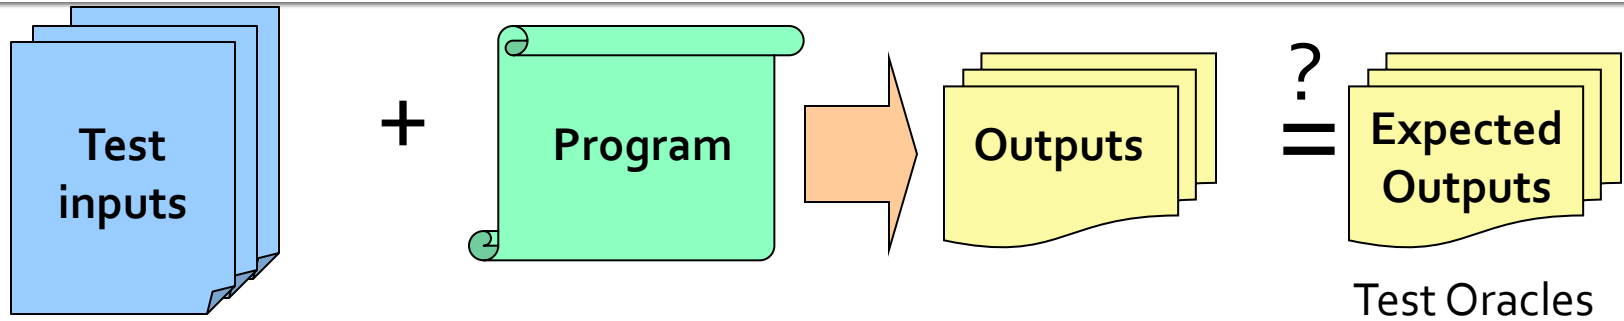 Test
inputs
+
Program
Outputs
?
=
Expected
Outputs
Test Oracles